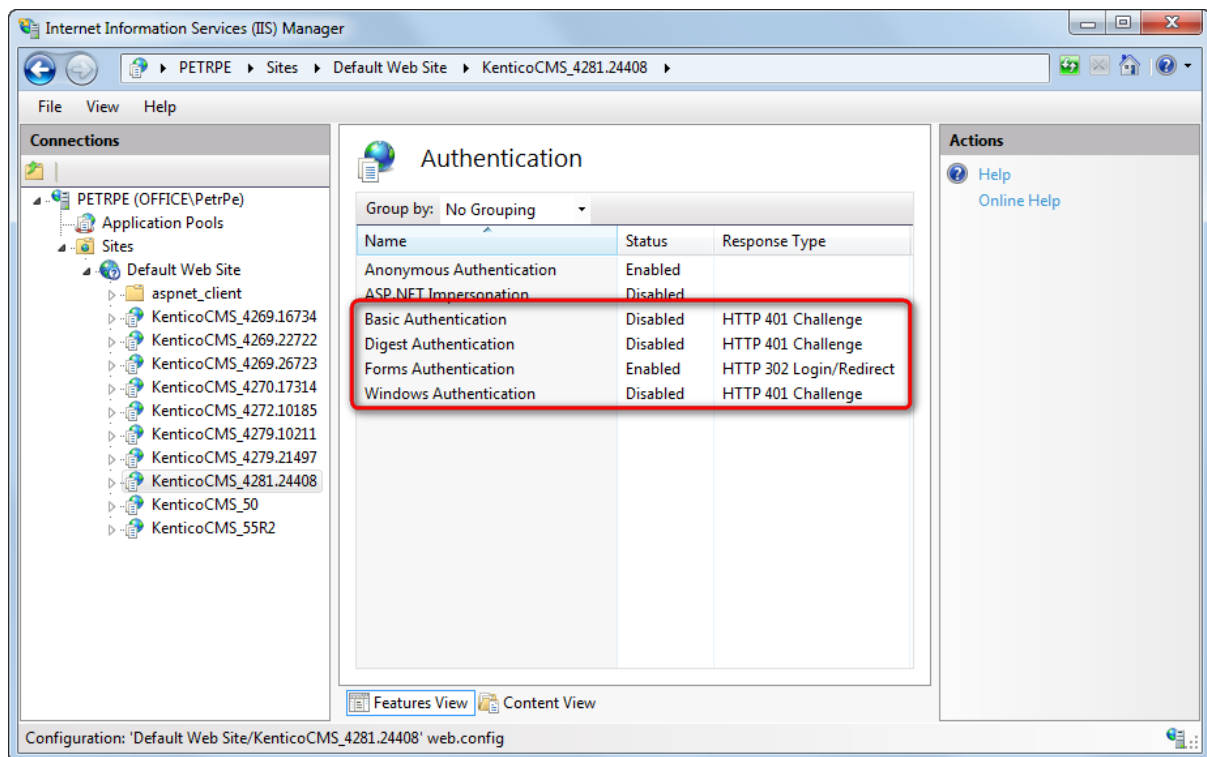 Internet Information Services (IIS) Manager
PETRPE Sites Default Web Site KenticoCMS_4281.24408
File View Help
Connections
PETRPE (OFFICE\PetrPe)
Application Pools
Sites
Default Web Site
aspnet_client
KenticoCMS_4269.16734
KenticoCMS_4269.22722
KenticoCMS_4269.26723
KenticoCMS_4270.17314
KenticoCMS_4272.10185
KenticoCMS_4279.10211
KenticoCMS_4279.21497
KenticoCMS_4281.24408
KenticoCMS_50
KenticoCMS_55R2
Authentication
Group by: No Grouping
Name Status Response Type
Anonymous Authentication Enabled
ASP.NET Impersonation Disabled
Basic Authentication Disabled HTTP 401 Challenge
Digest Authentication Disabled HTTP 401 Challenge
Forms Authentication Enabled HTTP 302 Login/Redirect
Windows Authentication Disabled HTTP 401 Challenge
Features View Content View
Actions
Help
Online Help
Configuration: 'Default Web Site/KenticoCMS_4281.24408' web.config